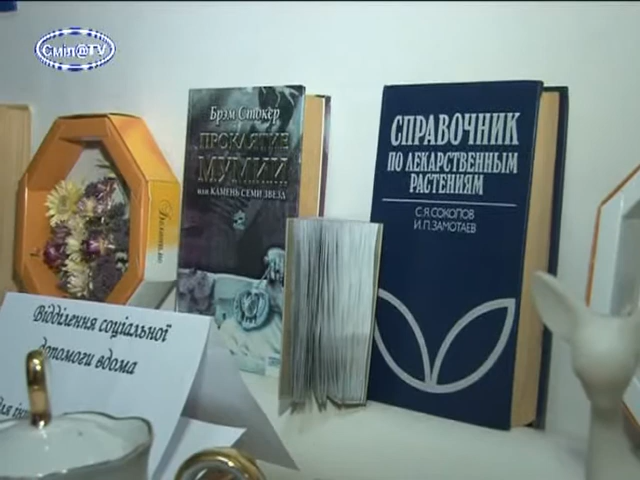 Сміл@TV
Брэм Стокер
ПРОКЛЯТИЕ
МУМИИ
или КАМЕНЬ СЕМИ ЗВЕЗД
СПРАВОЧНИК
ПО ЛЕКАРСТВЕННЫМ
РАСТЕНИЯМ
С.Я.СОКОЛОВ
И.П.ЗАМОТАЕВ
Відділення соціальної
допомоги вдома